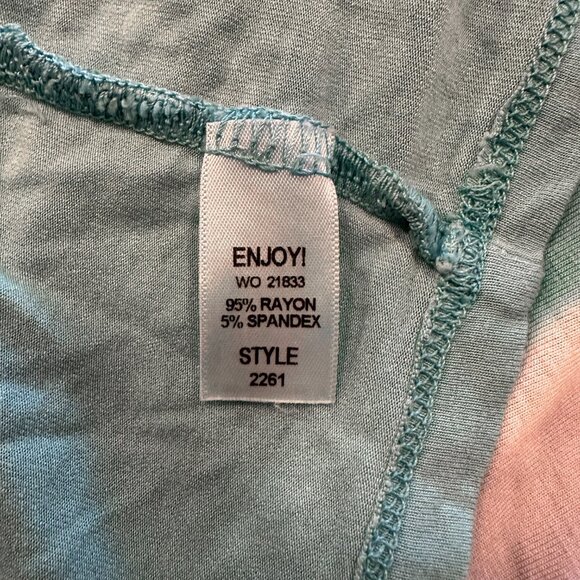 ENJOY!
WO 21833
95% RAYON
5% SPANDEX
STYLE
2261